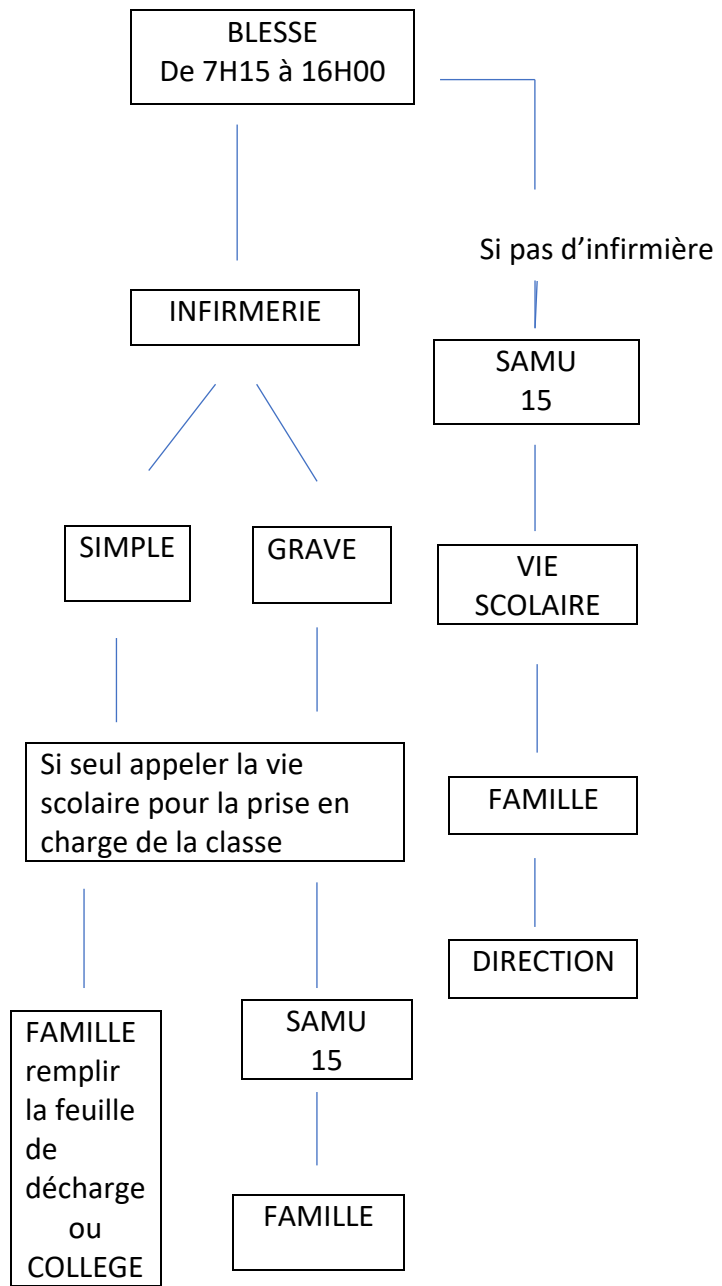 BLESSE
De 7H15 à 16H00
Si pas d’infirmière
INFIRMERIE
SAMU
15
SIMPLE
GRAVE
VIE
SCOLAIRE
Si seul appeler la vie
scolaire pour la prise en
charge de la classe
FAMILLE
DIRECTION
FAMILLE
remplir
la feuille
de
décharge
ou
COLLEGE
SAMU
15
FAMILLE